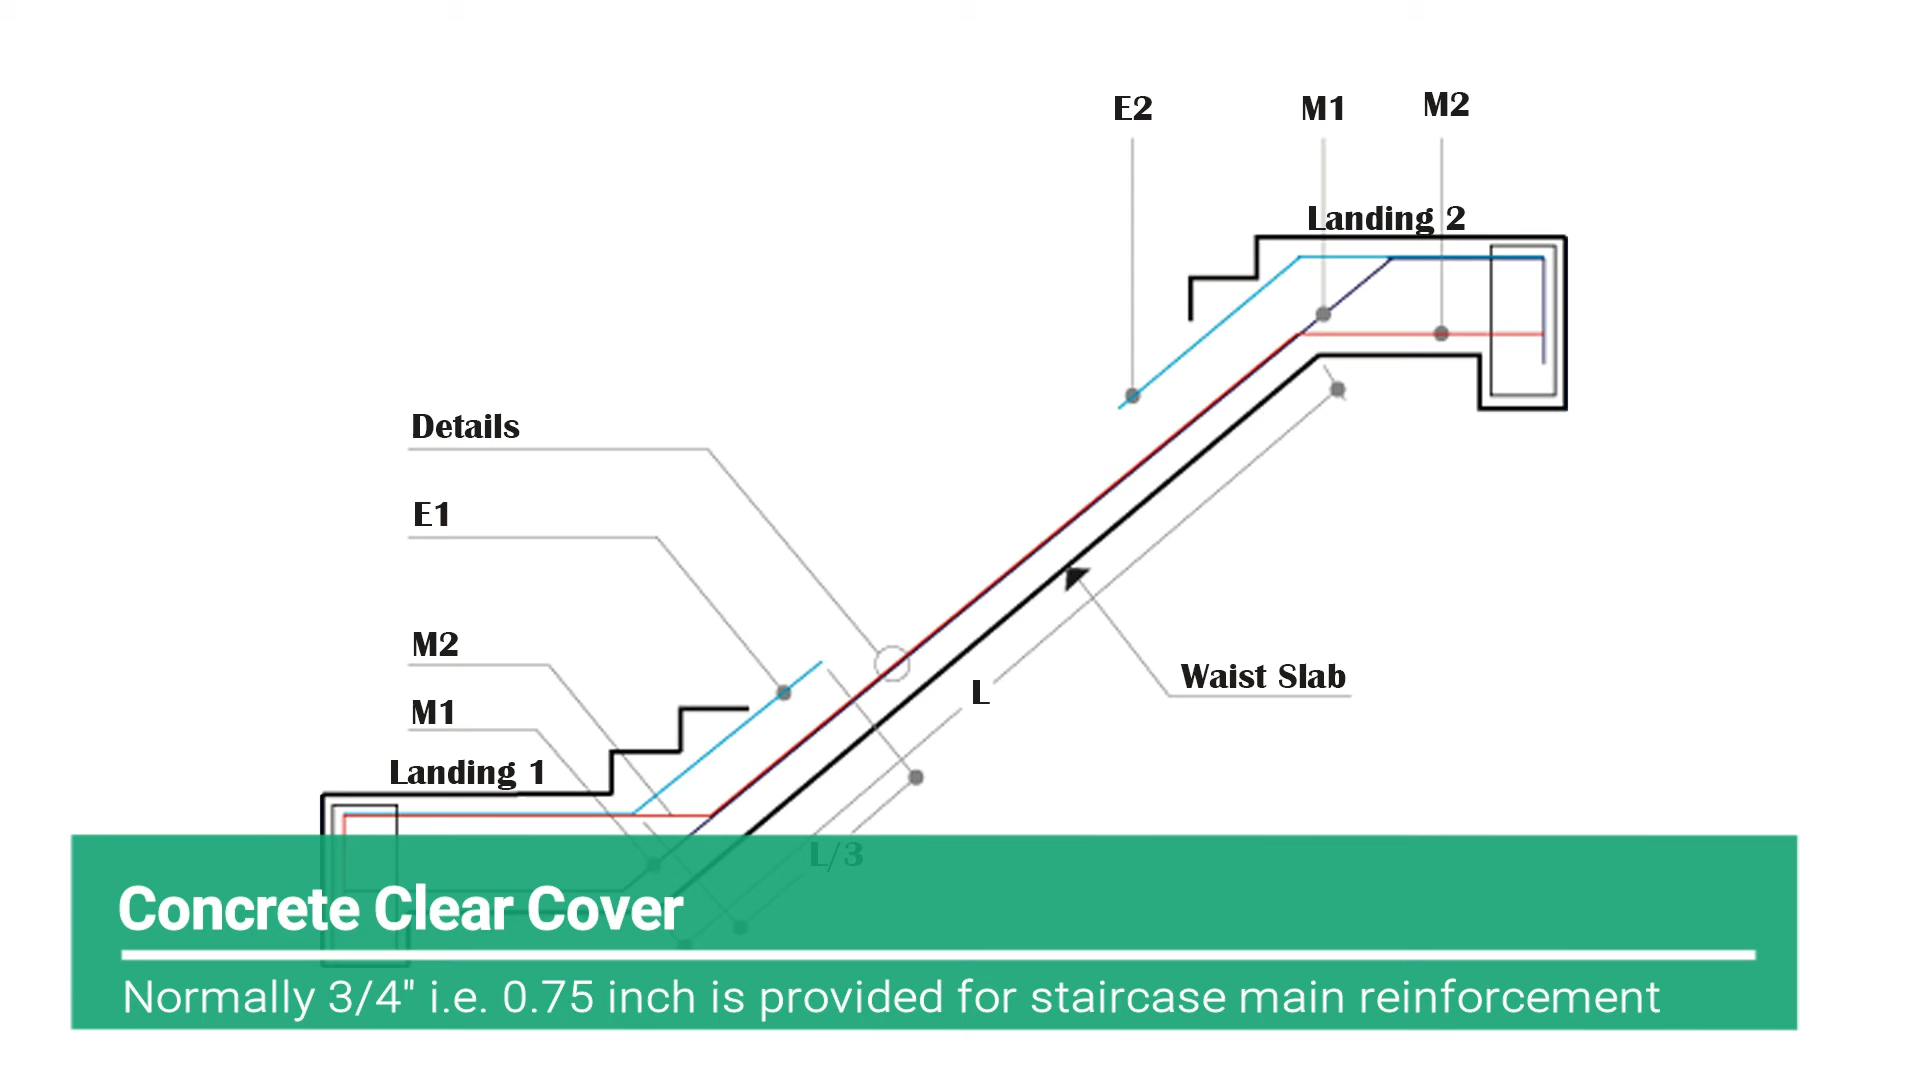 E2
M1
M2
Landing 2
Details
E1
M2
M1
Landing 1
L
Waist Slab
L/3
Concrete Clear Cover
Normally 3/4" i.e. 0.75 inch is provided for staircase main reinforcement